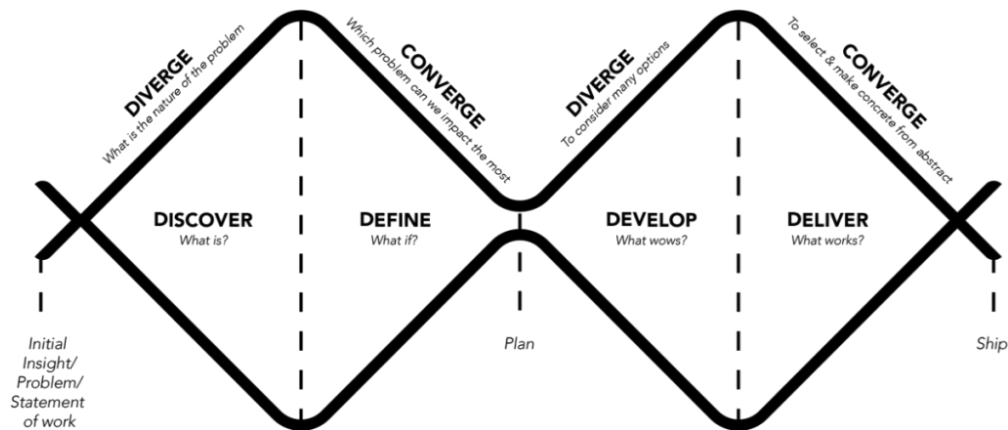 DIVERGE
What is the nature of the problem
CONVERGE
Which problem can we impact the most
DIVERGE
To consider many options
CONVERGE
To select & make concrete from abstract
DISCOVER
What is?
DEFINE
What if?
DEVELOP
What wows?
DELIVER
What works?
Initial
Insight/
Problem/
Statement
of work
Plan
Ship